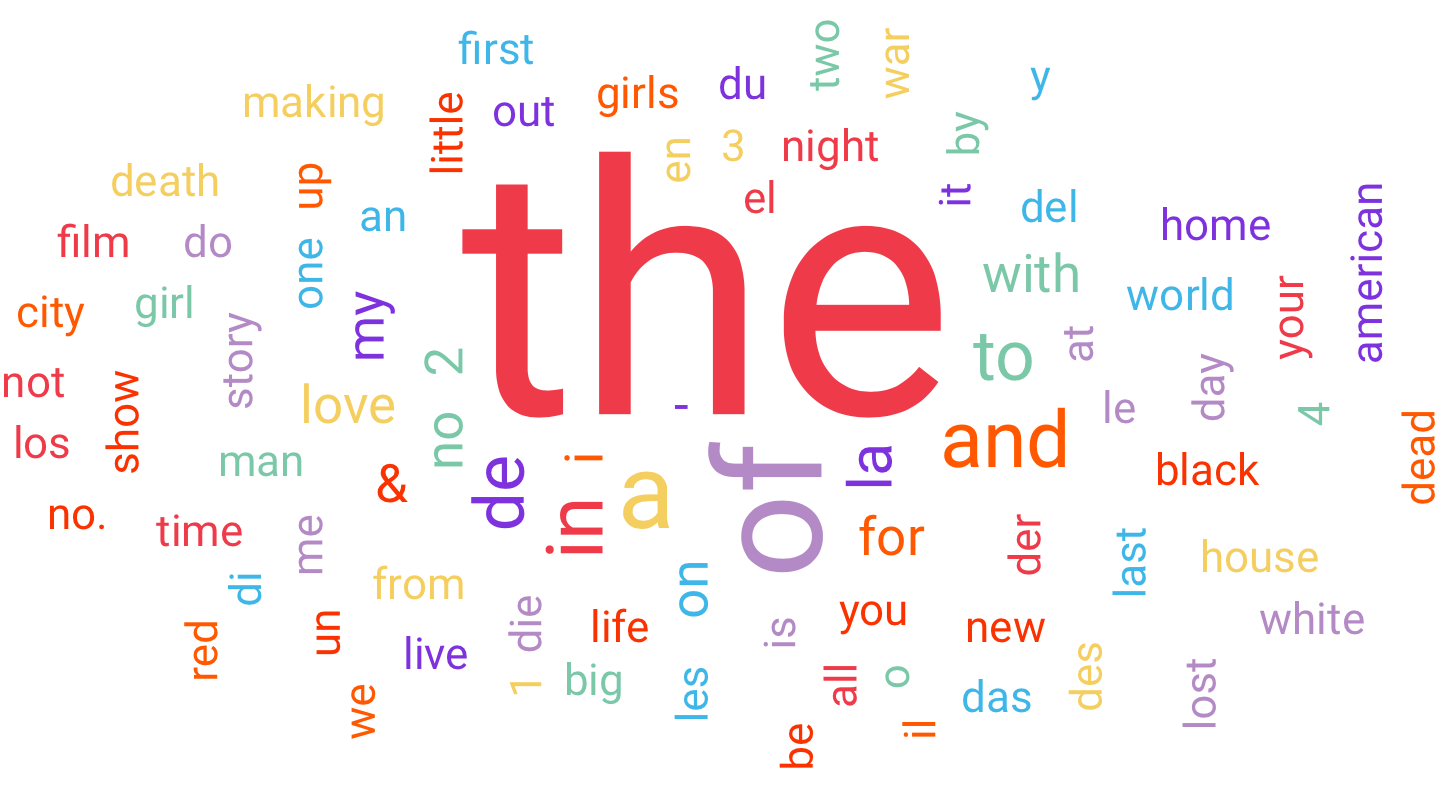 first
two
war
making
little
out
girls
du
y
en
3
night
by
death
up
an
el
it
del
home
american
film
do
one
the
with
world
city
girl
story
my
your
not
show
love
no
2
to
at
le
day
4
los
man
&
de
in
i
a
-
of
la
and
black
dead
no.
time
me
from
on
for
der
last
house
di
red
un
live
die
life
is
you
new
white
we
1
big
les
all
o
das
des
lost
be
il